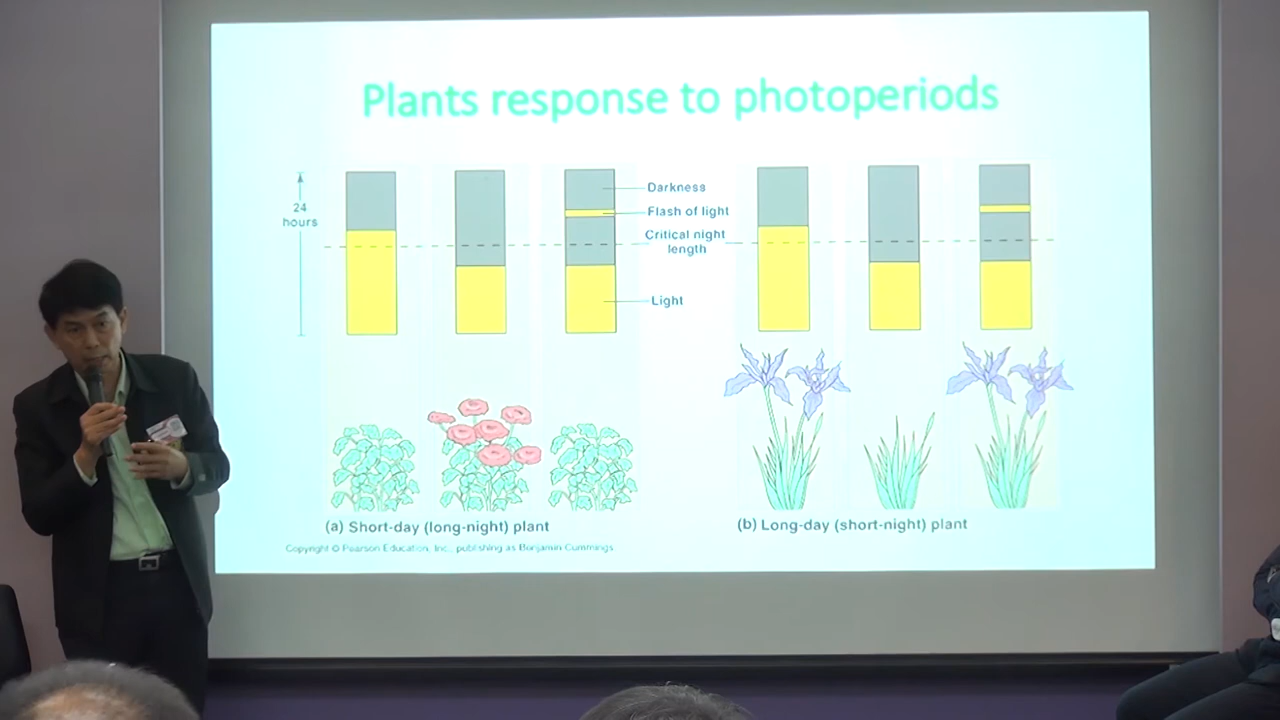 Plants response to photoperiods
24
hours
Darkness
Flash of light
Critical night
length
Light
(a) Short-day (long-night) plant
(b) Long-day (short-night) plant
Copyright © Pearson Education, Inc., publishing as Benjamin Cummings